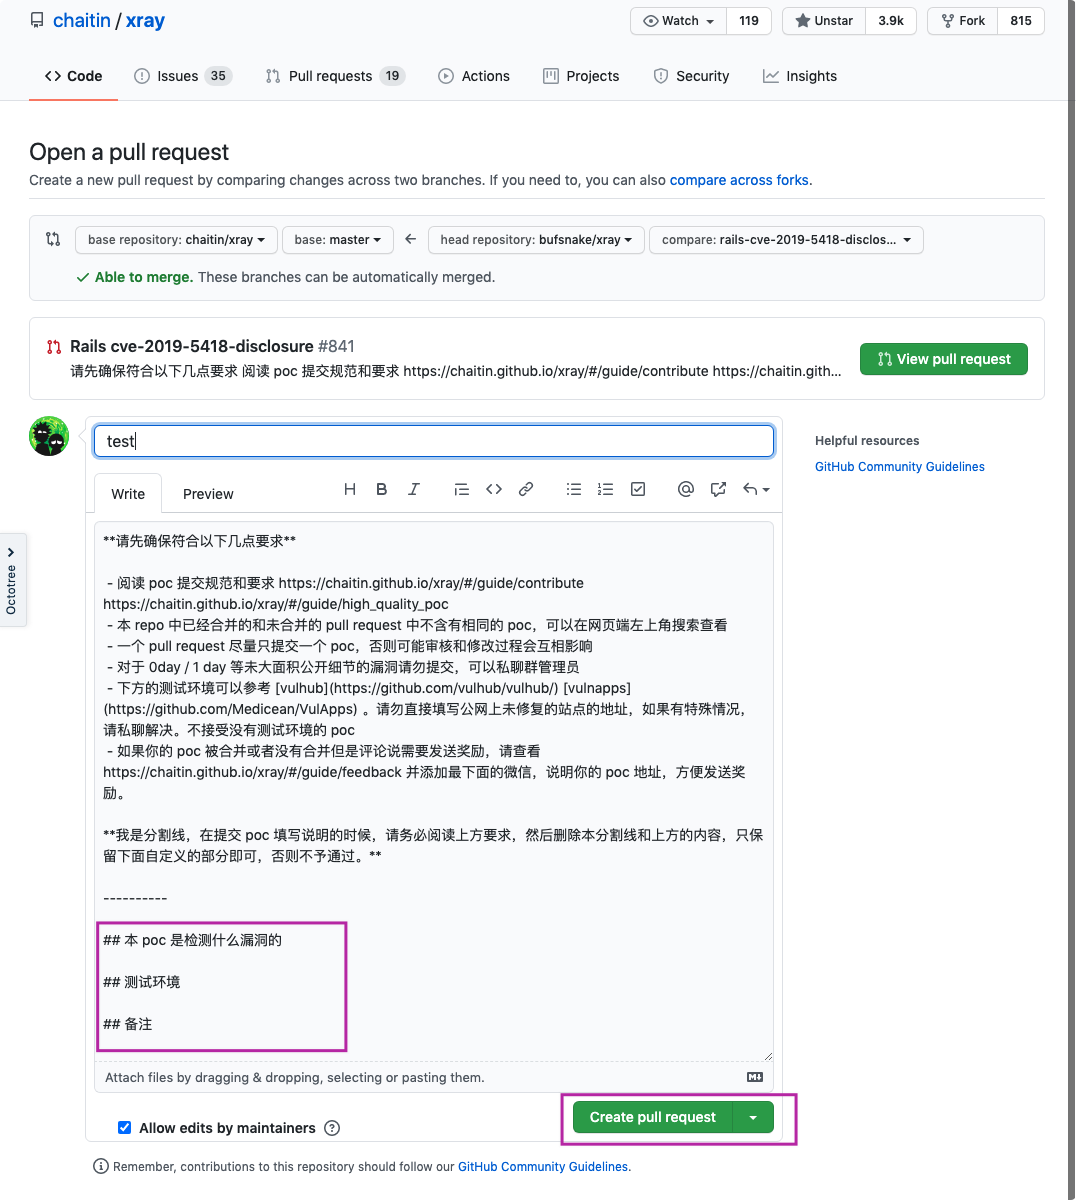 chaitin / xray
Watch 119 Unstar 3.9k Fork 815
Code Issues 35 Pull requests 19 Actions Projects Security Insights
Open a pull request
Create a new pull request by comparing changes across two branches. If you need to, you can also compare across forks.
base repository: chaitin/xray base: master ← head repository: bufsnake/xray compare: rails-cve-2019-5418-disclos...
Able to merge. These branches can be automatically merged.
Rails cve-2019-5418-disclosure #841
请先确保符合以下几点要求 阅读 poc 提交规范和要求 https://chaitin.github.io/xray/#/guide/contribute https://chaitin.gith...
View pull request
test
Helpful resources
GitHub Community Guidelines
Write Preview
Octotree
**请先确保符合以下几点要求**
- 阅读 poc 提交规范和要求 https://chaitin.github.io/xray/#/guide/contribute
https://chaitin.github.io/xray/#/guide/high_quality_poc
- 本 repo 中已经合并的和未合并的 pull request 中不含有相同的 poc，可以在网页端左上角搜索查看
- 一个 pull request 尽量只提交一个 poc，否则可能审核和修改过程会互相影响
- 对于 0day / 1 day 等未大面积公开细节的漏洞请勿提交，可以私聊群管理员
- 下方的测试环境可以参考 [vulhub](https://github.com/vulhub/vulhub/) [vulnapps]
(https://github.com/Medicean/VulApps) 。请勿直接填写公网上未修复的站点的地址，如果有特殊情况，
请私聊解决。不接受没有测试环境的 poc
- 如果你的 poc 被合并或者没有合并但是评论说需要发送奖励，请查看
https://chaitin.github.io/xray/#/guide/feedback 并添加最下面的微信，说明你的 poc 地址，方便发送奖
励。
**我是分割线，在提交 poc 填写说明的时候，请务必阅读上方要求，然后删除本分割线和上方的内容，只保
留下面自定义的部分即可，否则不予通过。**
----------
## 本 poc 是检测什么漏洞的
## 测试环境
## 备注
Attach files by dragging & dropping, selecting or pasting them.
Create pull request
Allow edits by maintainers
Remember, contributions to this repository should follow our GitHub Community Guidelines.